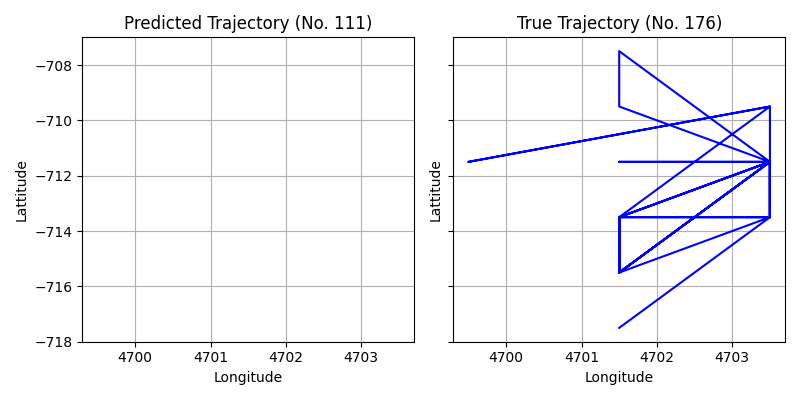 Predicted Trajectory (No. 111)
True Trajectory (No. 176)
−708
−710
−712
−714
−716
−718
Lattitude
Lattitude
4700 4701 4702 4703
4700 4701 4702 4703
Longitude
Longitude